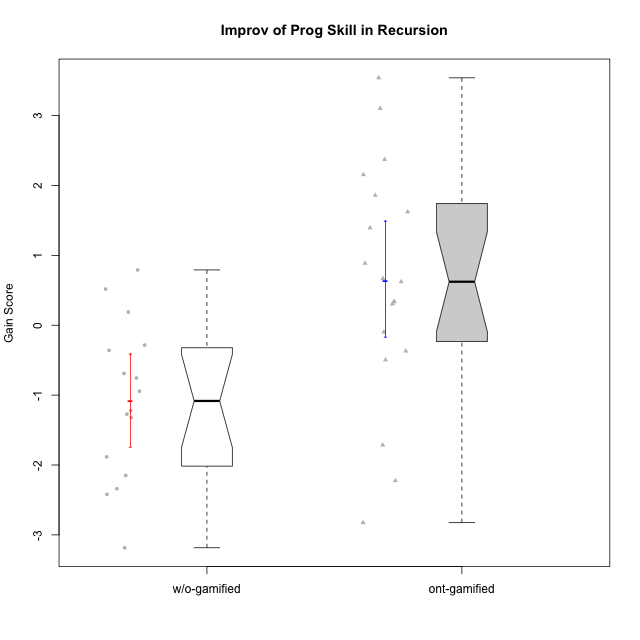 Improv of Prog Skill in Recursion
Gain Score
3
2
1
0
-1
-2
-3
w/o-gamified
ont-gamified